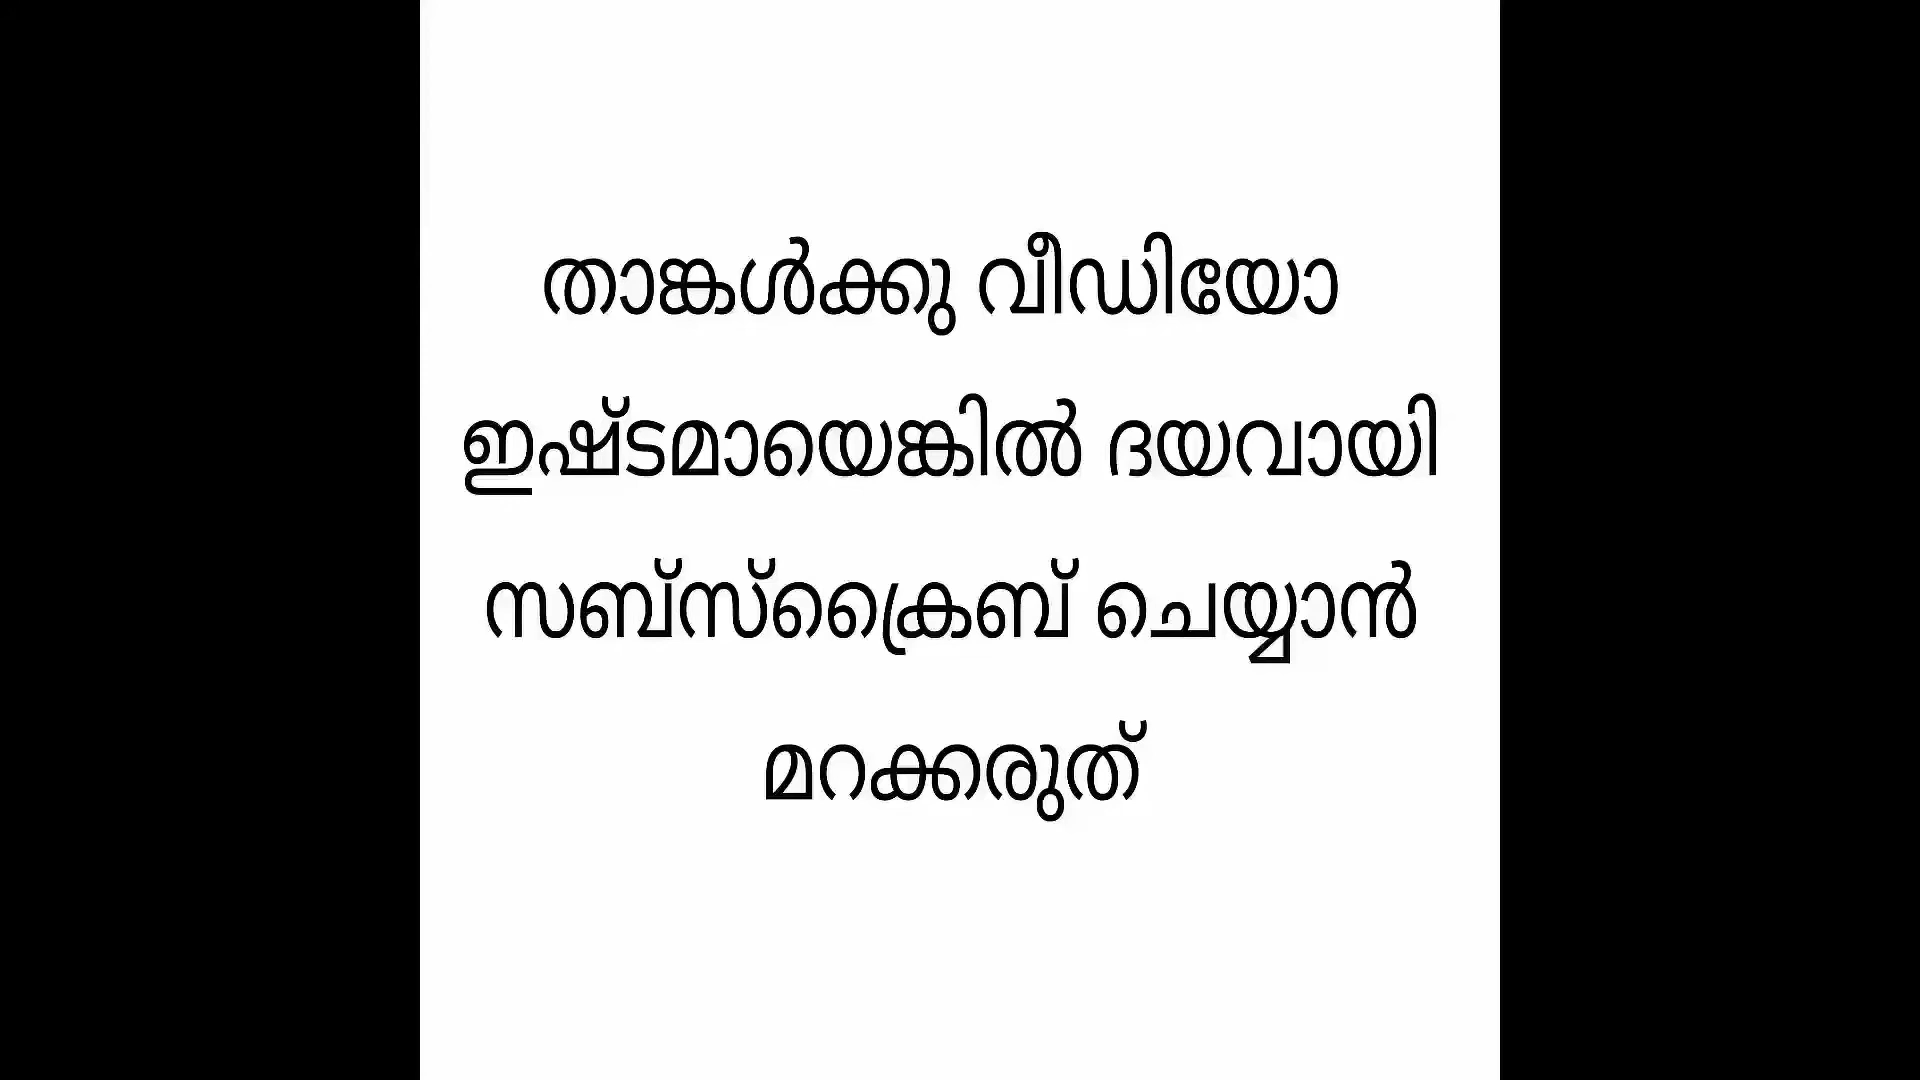 താങ്കൾക്കു വീഡിയോ
ഇഷ്ടമായെങ്കിൽ ദയവായി
സബ്സ്ക്രൈബ് ചെയ്യാൻ
മറക്കരുത്